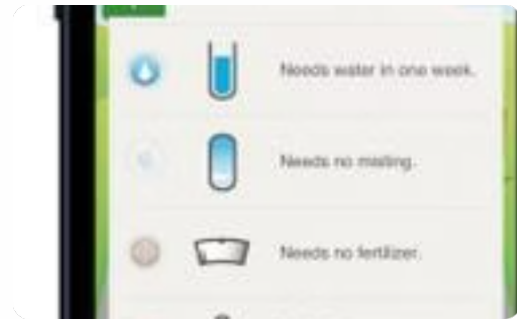 Needs water in one week.
Needs no misting.
Needs no fertilizer.